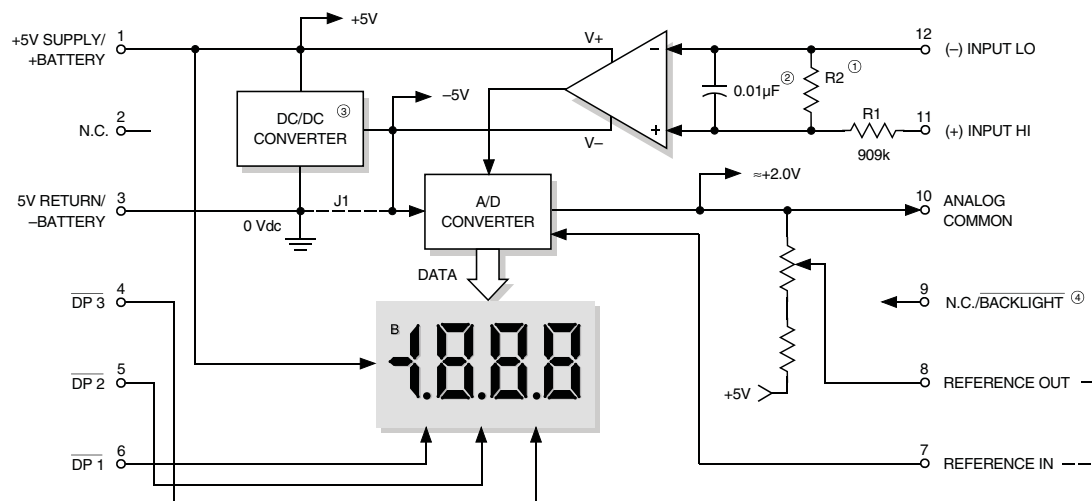 +5V SUPPLY/
+BATTERY
1
+5V
V+
12
(–) INPUT LO
R2 ①
0.01µF ②
–5V
DC/DC ③
CONVERTER
2
N.C.
–
+
V–
R1
909k
11
(+) INPUT HI
≈+2.0V
5V RETURN/
–BATTERY
3
0 Vdc
J1
A/D
CONVERTER
10
ANALOG
COMMON
DATA
4
DP 3
B
-1.8.8.8
9
N.C./BACKLIGHT ④
5
DP 2
+5V
8
REFERENCE OUT
6
DP 1
7
REFERENCE IN